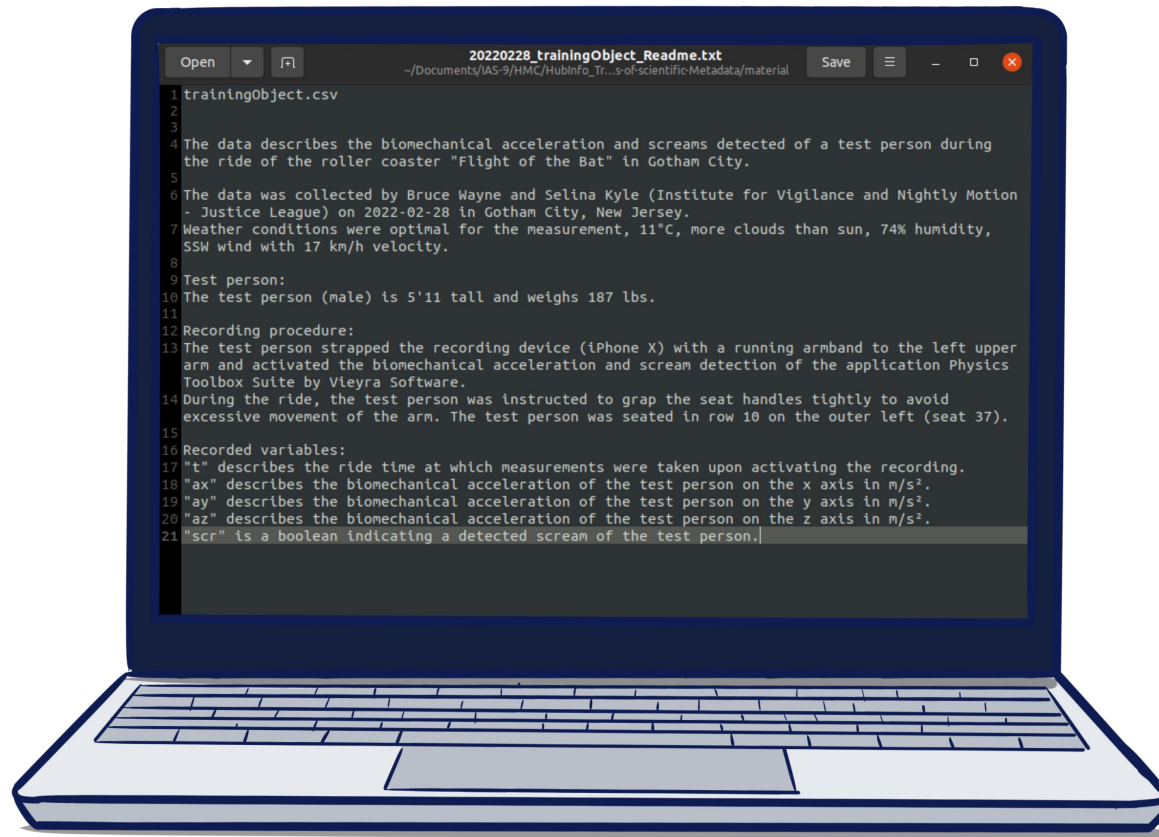 Open
20220228_trainingObject_Readme.txt
~/Documents/IAS-9/HMC/HubInfo_Tr...s-of-scientific-Metadata/material
Save
1 trainingObject.csv
2
3
4 The data describes the biomechanical acceleration and screams detected of a test person during
the ride of the roller coaster "Flight of the Bat" in Gotham City.
5
6 The data was collected by Bruce Wayne and Selina Kyle (Institute for Vigilance and Nightly Motion
- Justice League) on 2022-02-28 in Gotham City, New Jersey.
7 Weather conditions were optimal for the measurement, 11°C, more clouds than sun, 74% humidity,
SSW wind with 17 km/h velocity.
8
9 Test person:
10 The test person (male) is 5'11 tall and weighs 187 lbs.
11
12 Recording procedure:
13 The test person strapped the recording device (iPhone X) with a running armband to the left upper
arm and activated the biomechanical acceleration and scream detection of the application Physics
Toolbox Suite by Vieyra Software.
14 During the ride, the test person was instructed to grap the seat handles tightly to avoid
excessive movement of the arm. The test person was seated in row 10 on the outer left (seat 37).
15
16 Recorded variables:
17 "t" describes the ride time at which measurements were taken upon activating the recording.
18 "ax" describes the biomechanical acceleration of the test person on the x axis in m/s².
19 "ay" describes the biomechanical acceleration of the test person on the y axis in m/s².
20 "az" describes the biomechanical acceleration of the test person on the z axis in m/s².
21 "scr" is a boolean indicating a detected scream of the test person.